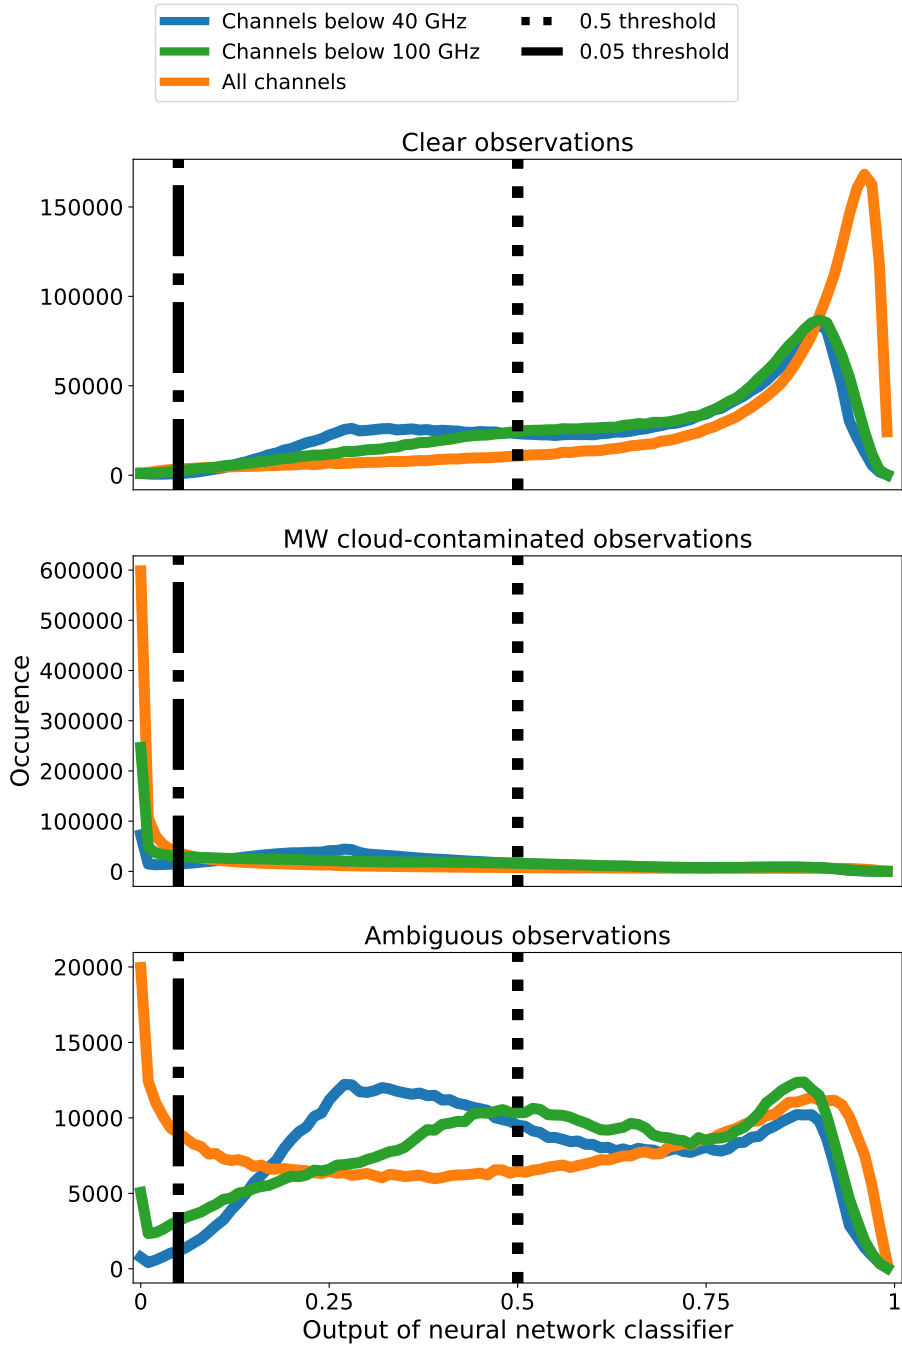 Channels below 40 GHz
Channels below 100 GHz
All channels
0.5 threshold
0.05 threshold
Clear observations
150000
100000
50000
0
MW cloud-contaminated observations
600000
500000
400000
300000
200000
100000
0
Occurence
Ambiguous observations
20000
15000
10000
5000
0
0 0.25 0.5 0.75 1
Output of neural network classifier